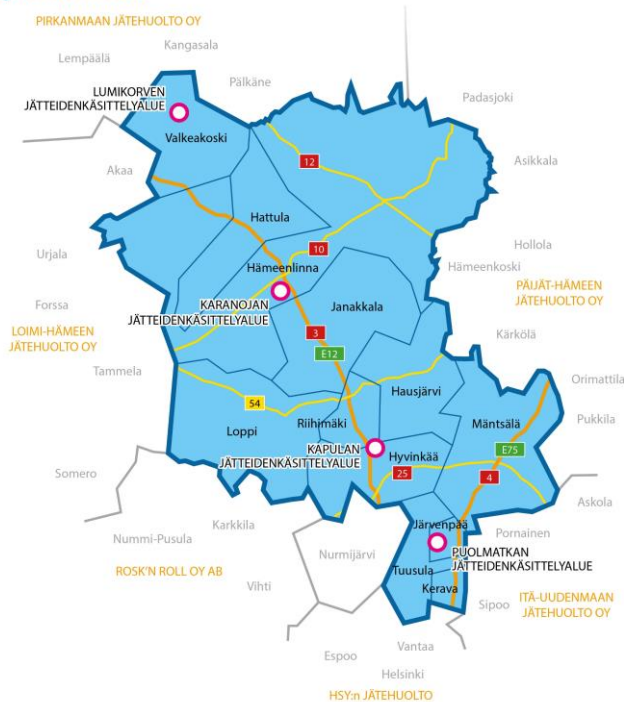 PIRKANMAAN JÄTEHUOLTO OY
Kangasala
Lempäälä
Pälkäne
LUMIKORVEN
JÄTTEIDENKÄSITTELYALUE
Padasjoki
Valkeakoski
Akaa
12
Asikkala
Hattula
Urjala
10
Hollola
Hämeenlinna
Hämeenkoski
KARANOJAN
JÄTTEIDENKÄSITTELYALUE
Janakkala
PÄIJÄT-HÄMEEN
JÄTEHUOLTO OY
Forssa
LOIMI-HÄMEEN
JÄTEHUOLTO OY
3
E12
Kärkölä
Tammela
Orimattila
Hausjärvi
54
Mäntsälä
Pukkila
Loppi
Riihimäki
KAPULAN
JÄTTEIDENKÄSITTELYALUE
Hyvinkää
E75
25
4
Somero
Askola
Karkkila
Nummi-Pusula
Järvenpää
Pornainen
Nurmijärvi
PUOLMATKAN
JÄTTEIDENKÄSITTELYALUE
ROSK'N ROLL OY AB
Tuusula
Vihti
Kerava
ITÄ-UUDENMAAN
JÄTEHUOLTO OY
Sipoo
Vantaa
Espoo
Helsinki
HSY:n JÄTEHUOLTO